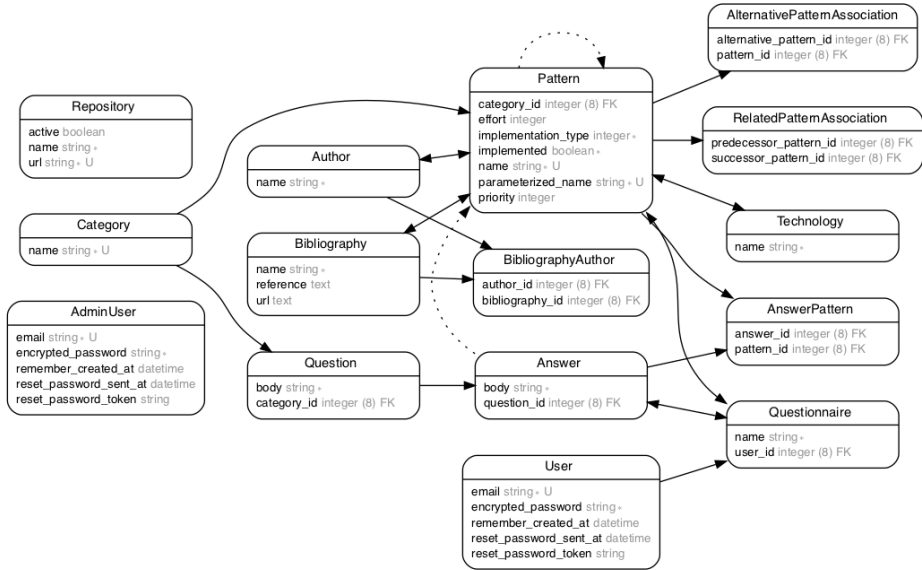 AlternativePatternAssociation
alternative_pattern_id integer (8) FK
pattern_id integer (8) FK
Pattern
category_id integer (8) FK
effort integer
implementation_type integer *
implemented boolean *
name string * U
parameterized_name string * U
priority integer
Repository
active boolean
name string *
url string * U
RelatedPatternAssociation
predecessor_pattern_id integer (8) FK
successor_pattern_id integer (8) FK
Author
name string *
Category
name string * U
Technology
name string *
Bibliography
name string *
reference text
url text
BibliographyAuthor
author_id integer (8) FK
bibliography_id integer (8) FK
AdminUser
email string * U
encrypted_password string *
remember_created_at datetime
reset_password_sent_at datetime
reset_password_token string
AnswerPattern
answer_id integer (8) FK
pattern_id integer (8) FK
Question
body string *
category_id integer (8) FK
Answer
body string *
question_id integer (8) FK
Questionnaire
name string *
user_id integer (8) FK
User
email string * U
encrypted_password string *
remember_created_at datetime
reset_password_sent_at datetime
reset_password_token string